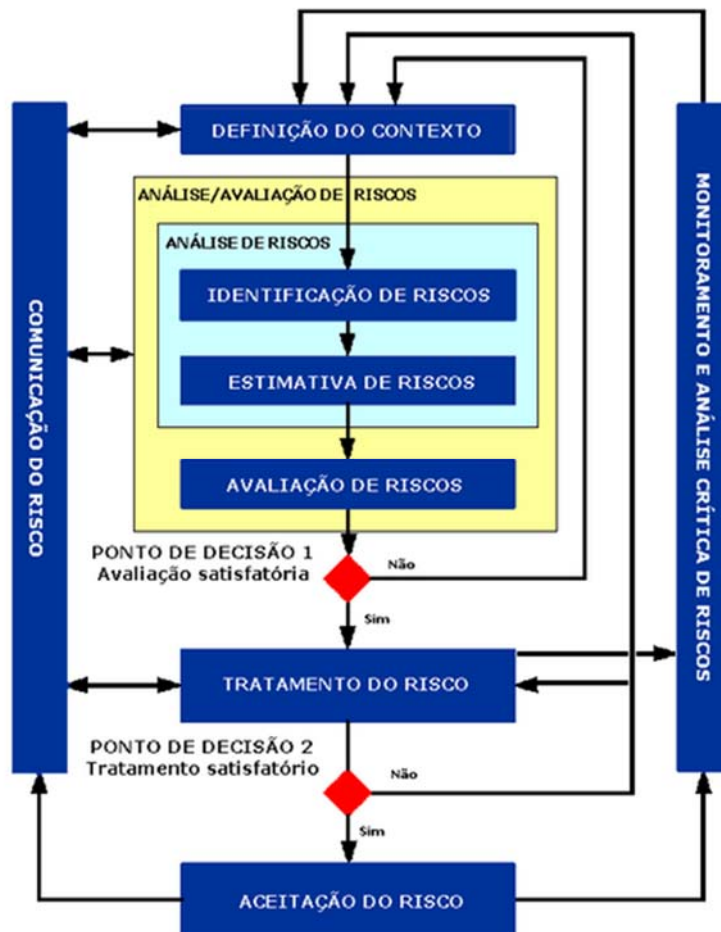 DEFINIÇÃO DO CONTEXTO
ANÁLISE/AVALIAÇÃO DE RISCOS
ANÁLISE DE RISCOS
IDENTIFICAÇÃO DE RISCOS
ESTIMATIVA DE RISCOS
AVALIAÇÃO DE RISCOS
COMUNICAÇÃO DO RISCO
MONITORAMENTO E ANÁLISE CRÍTICA DE RISCOS
PONTO DE DECISÃO 1
Avaliação satisfatória
Não
Sim
TRATAMENTO DO RISCO
PONTO DE DECISÃO 2
Tratamento satisfatório
Não
Sim
ACEITAÇÃO DO RISCO